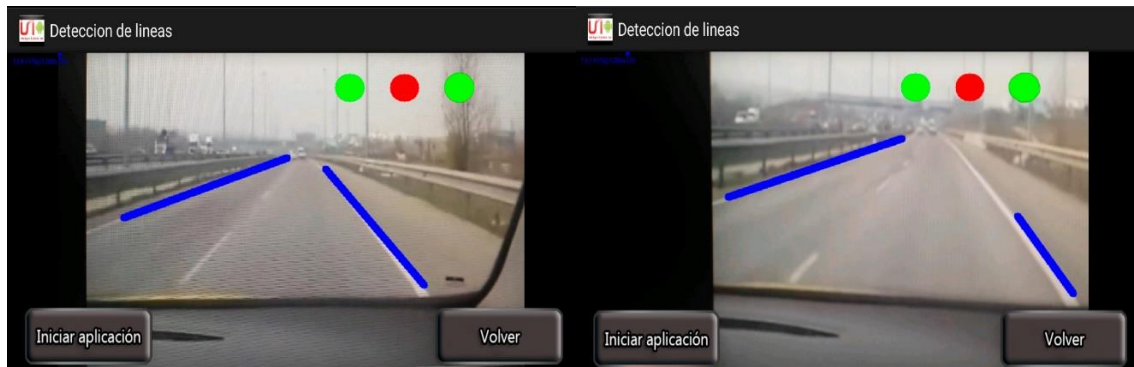 Deteccion de lineas
Iniciar aplicación
Volver
Deteccion de lineas
Iniciar aplicación
Volver